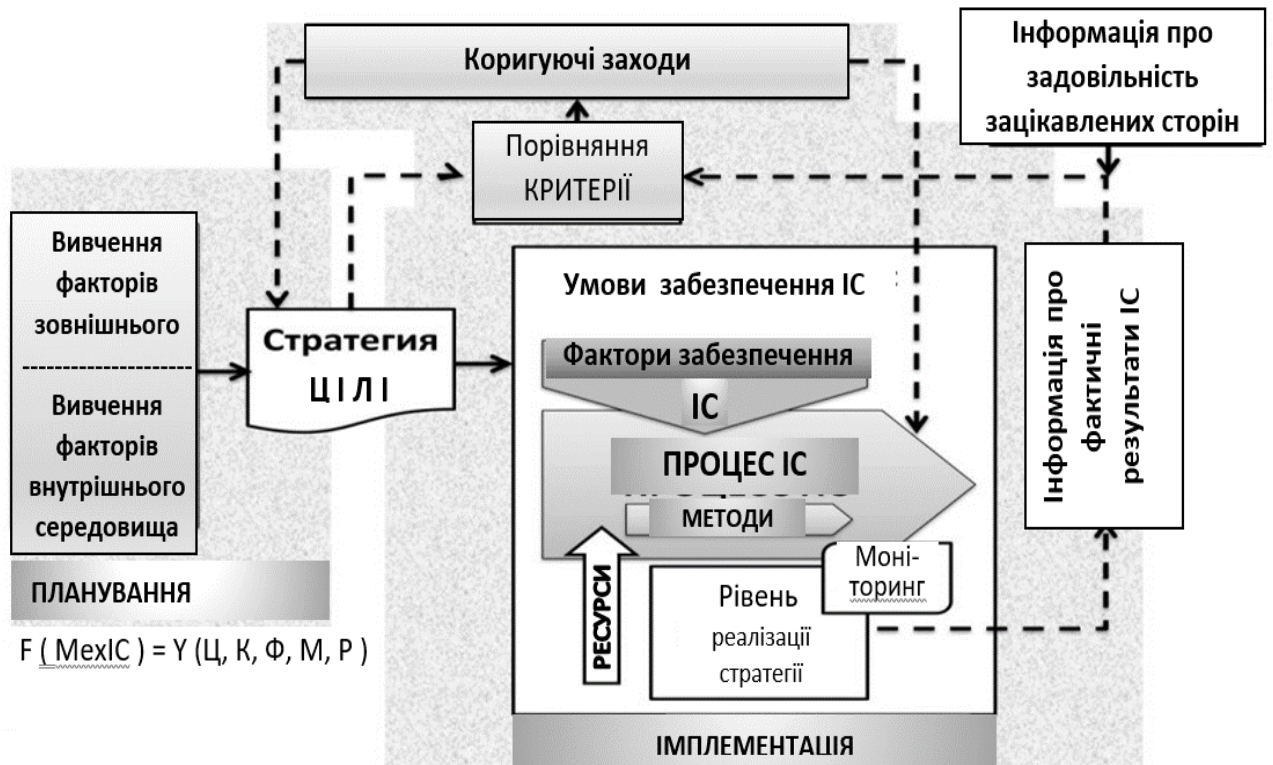 Коригуючі заходи
Інформація про
задовільність
зацікавлених сторін
Порівняння
КРИТЕРІЇ
Вивчення
факторів
зовнішнього
Вивчення
факторів
внутрішнього
середовища
Стратегия
ЦІЛІ
Умови забезпечення ІС :
Фактори забезпечення
ІС
ПРОЦЕС ІС
МЕТОДИ
РЕСУРСИ
Моні-
торинг
Рівень
реалізації
стратегії
Інформація про
фактичні
результати ІС
ПЛАНУВАННЯ
F ( МехІС ) = Y (Ц, К, Ф, М, Р )
ІМПЛЕМЕНТАЦІЯ